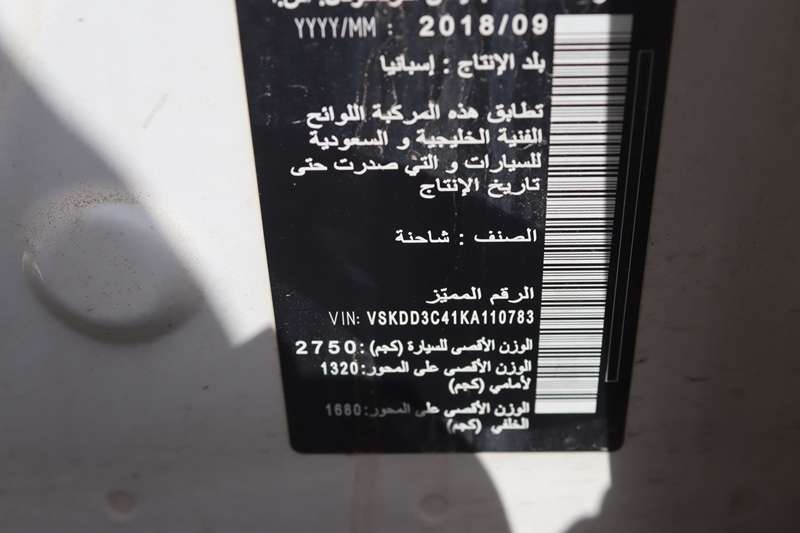 YYYY/MM : 2018/09
بلد الإنتاج : إسبانيا
تطابق هذه المركبة اللوائح
الفنية الخليجية و السعودية
للسيارات و التي صدرت حتى
تاريخ الإنتاج
الصنف : شاحنة
الرقم المميّز
VIN: VSKDD3C41KA110783
الوزن الأقصى للسيارة (كجم): 2750
الوزن الأقصى على المحور: 1320
لأمامي (كجم)
الوزن الأقصى على المحور: 1680
الخلفي (كجم)